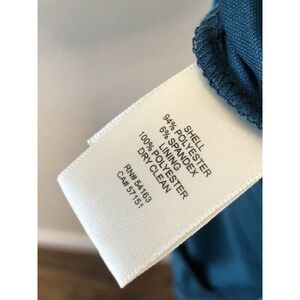 SHELL
94% POLYESTER
6% SPANDEX
LINING
100% POLYESTER
DRY CLEAN
RN# 54163
CA# 57151